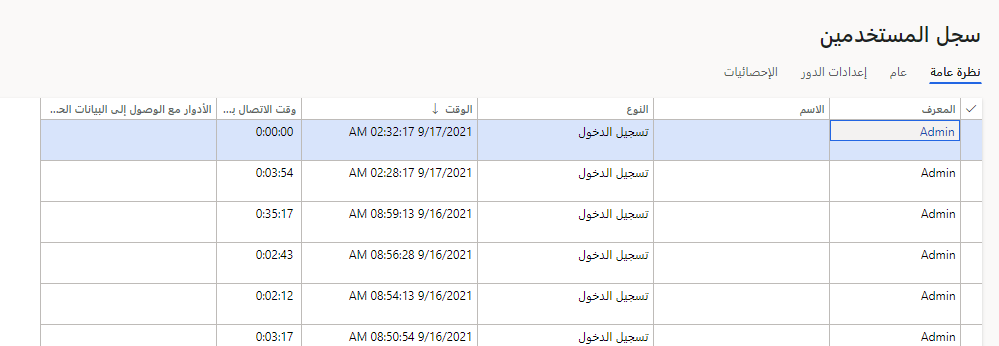 سجل المستخدمين
نظرة عامة عام إعدادات الدور الإحصائيات
المعرف الاسم النوع الوقت ↓ وقت الاتصال بـ... الأدوار مع الوصول إلى البيانات الحـ...
Admin تسجيل الدخول 9/17/2021 02:32:17 AM 0:00:00
Admin تسجيل الدخول 9/17/2021 02:28:17 AM 0:03:54
Admin تسجيل الدخول 9/16/2021 08:59:13 AM 0:35:17
Admin تسجيل الدخول 9/16/2021 08:56:28 AM 0:02:43
Admin تسجيل الدخول 9/16/2021 08:54:13 AM 0:02:12
Admin تسجيل الدخول 9/16/2021 08:50:54 AM 0:03:17